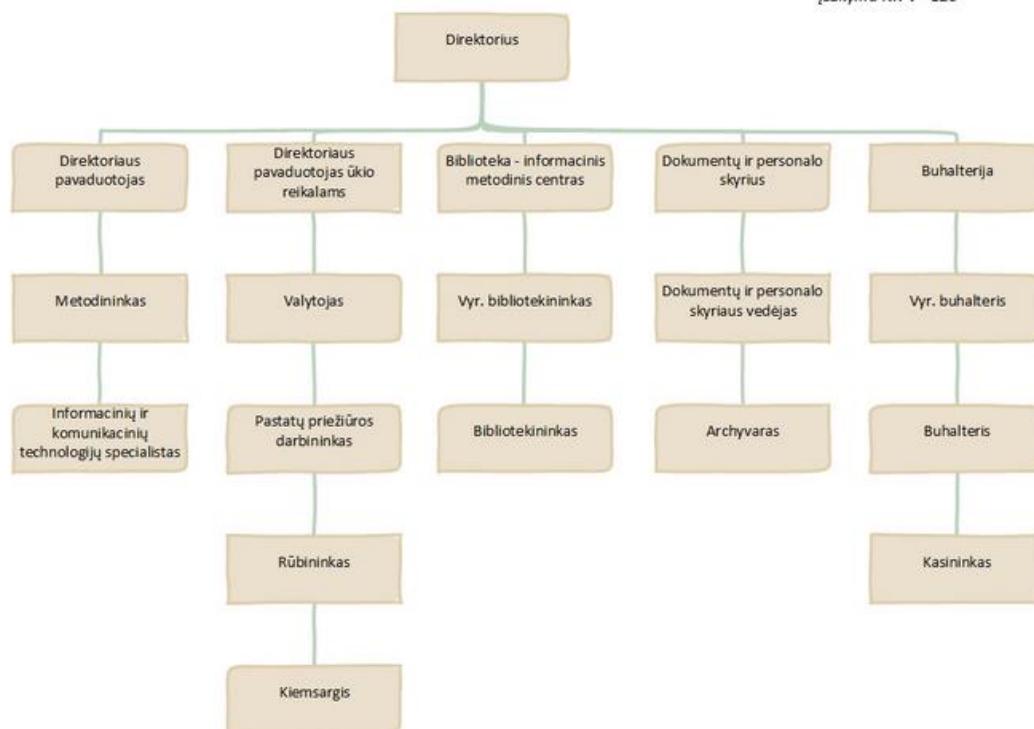 Direktorius
Direktoriaus
pavaduotojas
Direktoriaus
pavaduotojas ūkio
reikalams
Biblioteka - informacinis
metodinis centras
Dokumentų ir personalo
skyrius
Buhalterija
Metodininkas
Valytojas
Vyr. bibliotekininkas
Dokumentų ir personalo
skyriaus vedėjas
Vyr. buhalteris
Informacinių ir
komunikacinių
technologijų specialistas
Pastatų priežiūros
darbininkas
Bibliotekininkas
Archyvaras
Buhalteris
Rūbininkas
Kasininkas
Kiemsargis